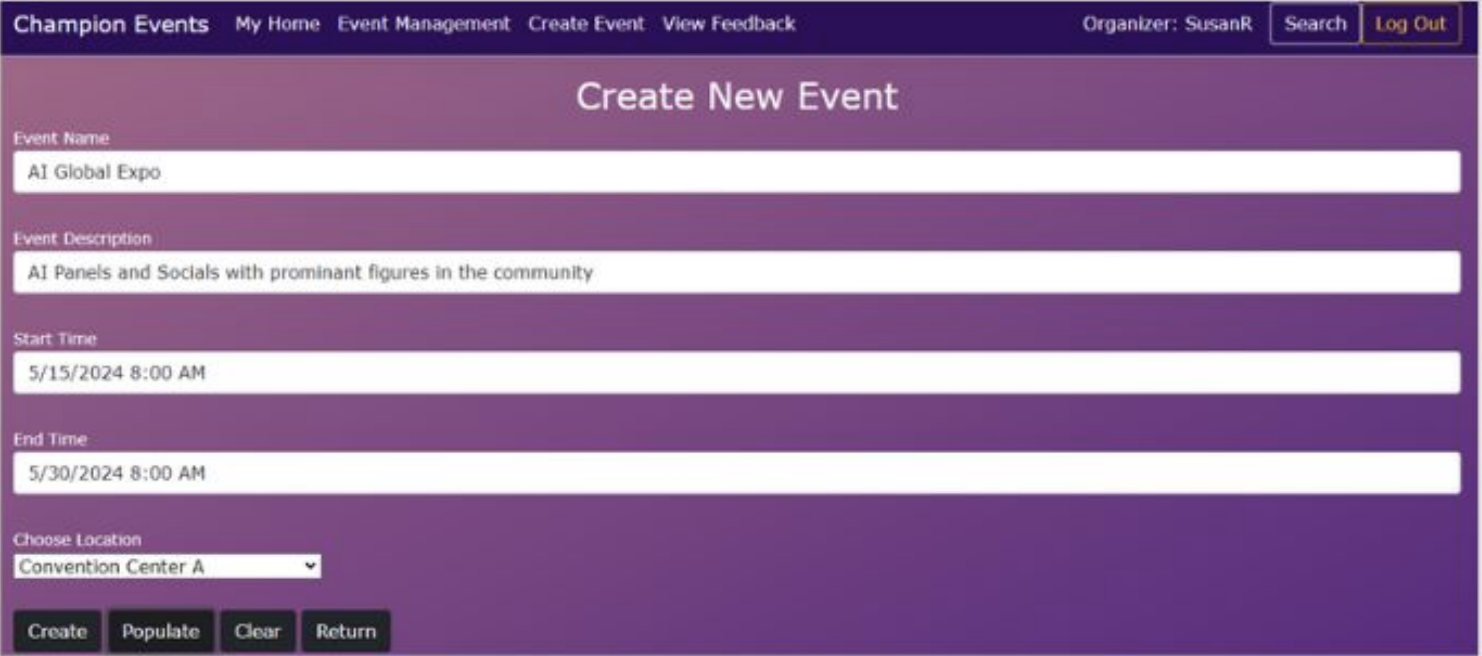 Champion Events My Home Event Management Create Event View Feedback Organizer: SusanR Search Log Out
Create New Event
Event Name
AI Global Expo
Event Description
AI Panels and Socials with prominant figures in the community
Start Time
5/15/2024 8:00 AM
End Time
5/30/2024 8:00 AM
Choose Location
Convention Center A
Create Populate Clear Return